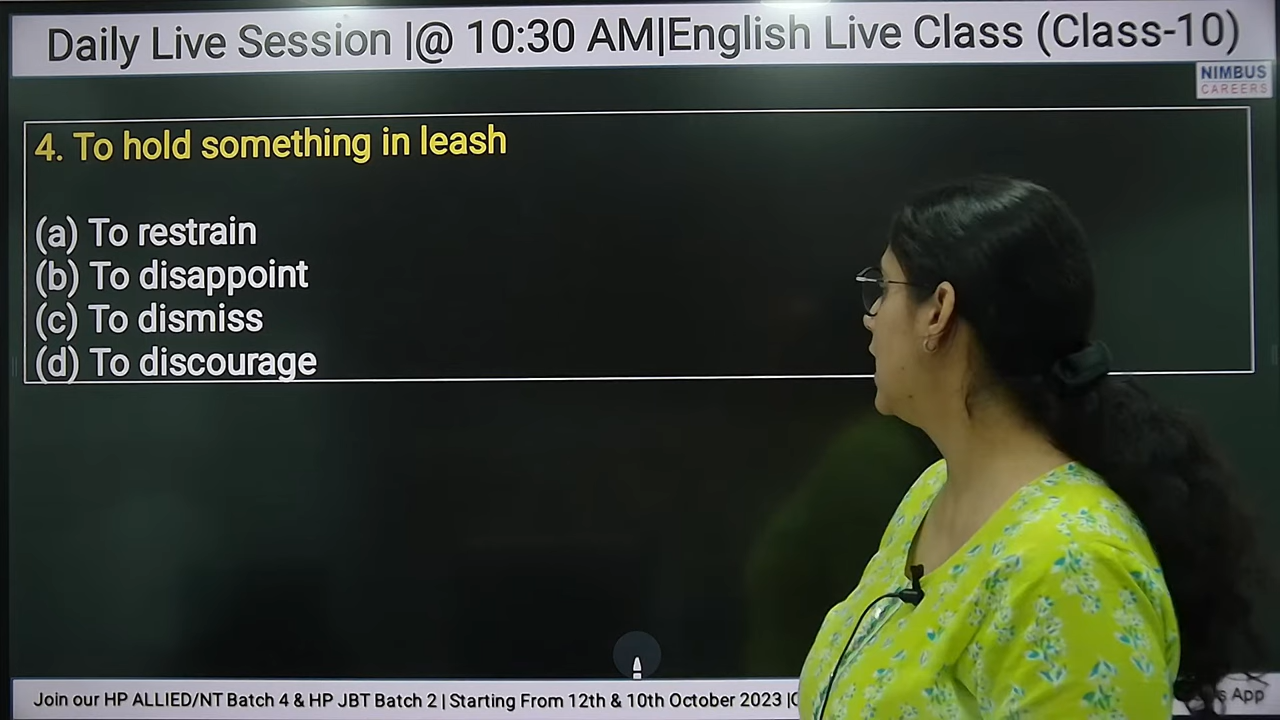 Daily Live Session |@ 10:30 AM|English Live Class (Class-10)
NIMBUS
CAREERS
4. To hold something in leash
(a) To restrain
(b) To disappoint
(c) To dismiss
(d) To discourage
Join our HP ALLIED/NT Batch 4 & HP JBT Batch 2 | Starting From 12th & 10th October 2023 |
App